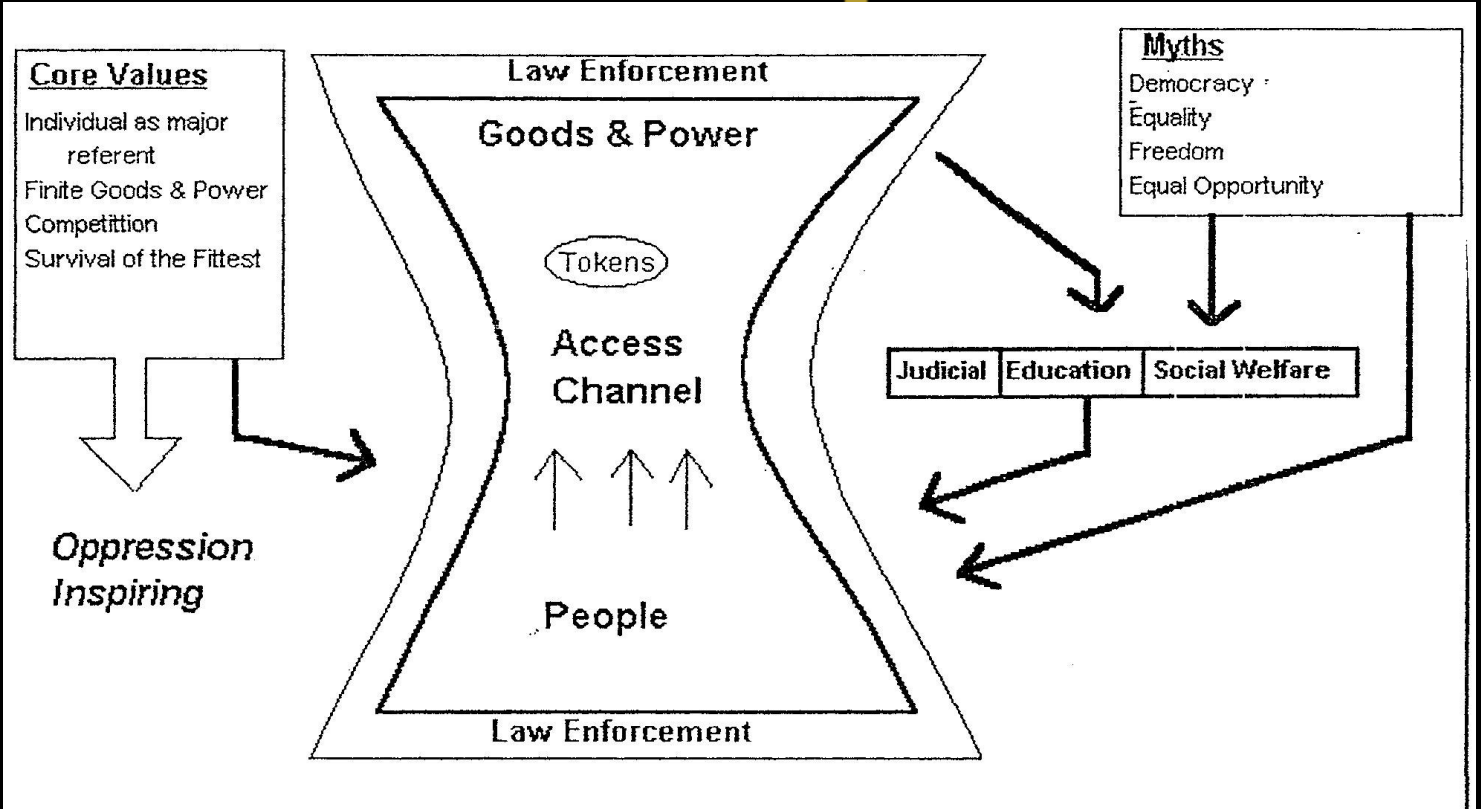 Core Values
Individual as major
referent
Finite Goods & Power
Competittion
Survival of the Fittest
Oppression
Inspiring
Law Enforcement
Goods & Power
Tokens
Access
Channel
People
Law Enforcement
Myths
Democracy
Equality
Freedom
Equal Opportunity
Judicial
Education
Social Welfare